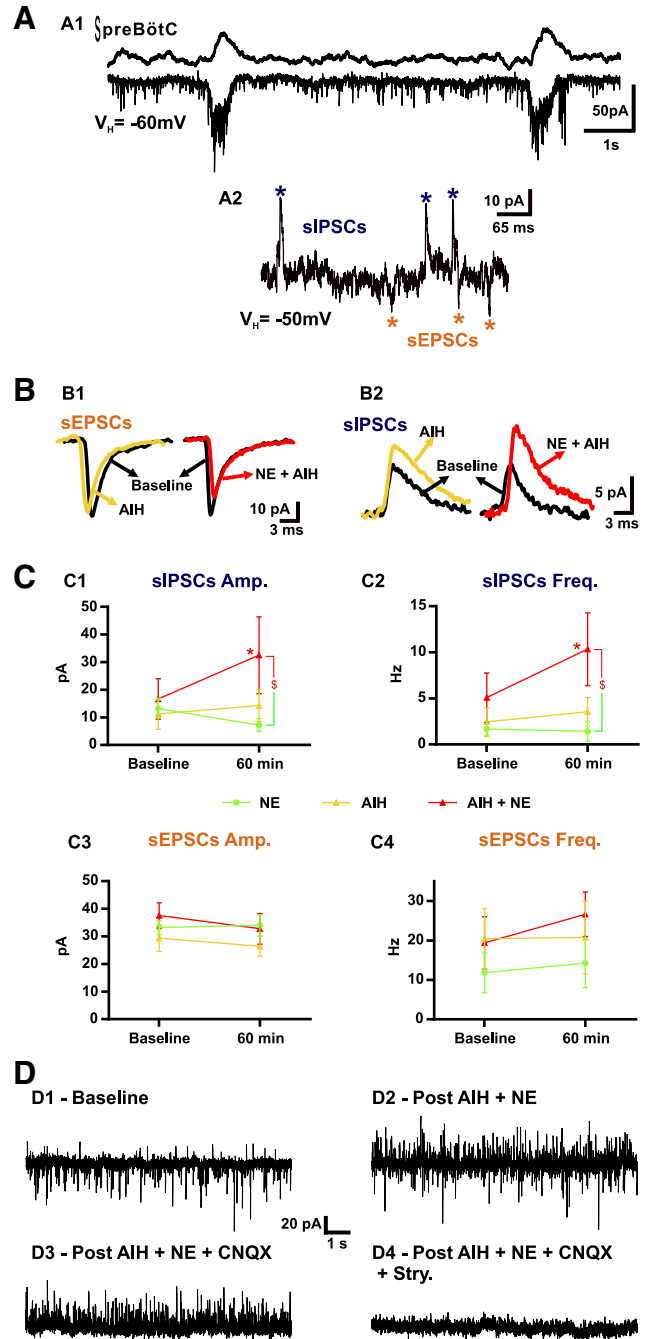 A
A1 ∫preBötC
V_H = -60mV
50pA
1s
A2
10 pA
65 ms
* * *
sIPSCs
V_H = -50mV
* * *
sEPSCs
B
B1
sEPSCs
Baseline
AIH
NE + AIH
10 pA
3 ms
B2
sIPSCs
AIH
Baseline
NE + AIH
5 pA
3 ms
C
C1 sIPSCs Amp.
50
40
30
20
10
0
pA
Baseline 60 min
*
$
C2 sIPSCs Freq.
15
10
5
0
Hz
Baseline 60 min
*
$
NE AIH AIH + NE
C3 sEPSCs Amp.
50
40
30
20
10
0
pA
Baseline 60 min
C4 sEPSCs Freq.
30
20
10
0
Hz
Baseline 60 min
D
D1 - Baseline
D2 - Post AIH + NE
20 pA
1 s
D3 - Post AIH + NE + CNQX
D4 - Post AIH + NE + CNQX
+ Stry.